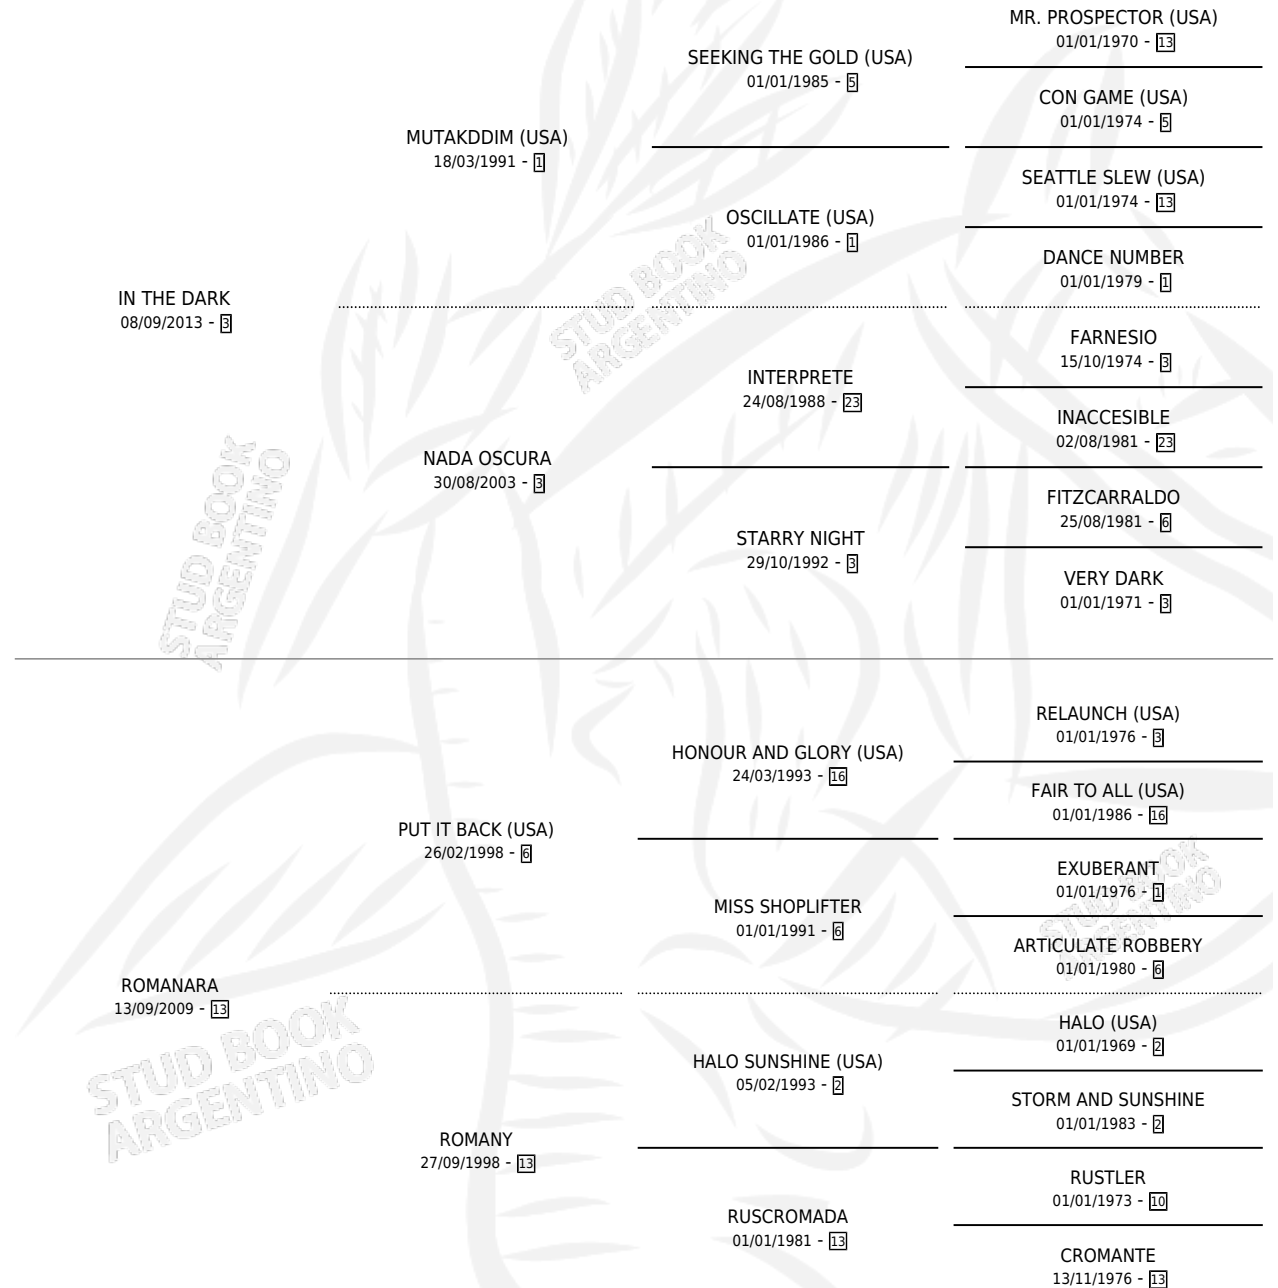 MR. PROSPECTOR (USA)
01/01/1970 - 13
SEEKING THE GOLD (USA)
01/01/1985 - 5
CON GAME (USA)
01/01/1974 - 5
MUTAKDDIM (USA)
18/03/1991 - 1
SEATTLE SLEW (USA)
01/01/1974 - 13
OSCILLATE (USA)
01/01/1986 - 1
DANCE NUMBER
01/01/1979 - 1
IN THE DARK
08/09/2013 - 3
FARNESIO
15/10/1974 - 3
INTERPRETE
24/08/1988 - 23
INACCESIBLE
02/08/1981 - 23
NADA OSCURA
30/08/2003 - 3
FITZCARRALDO
25/08/1981 - 6
STARRY NIGHT
29/10/1992 - 3
VERY DARK
01/01/1971 - 3
STUD BOOK
ARGENTINO
STUD BOOK
ARGENTINO
RELAUNCH (USA)
01/01/1976 - 3
HONOUR AND GLORY (USA)
24/03/1993 - 16
FAIR TO ALL (USA)
01/01/1986 - 16
PUT IT BACK (USA)
26/02/1998 - 6
EXUBERANT
01/01/1976 - 1
MISS SHOPLIFTER
01/01/1991 - 6
ARTICULATE ROBBERY
01/01/1980 - 6
ROMANARA
13/09/2009 - 13
HALO (USA)
01/01/1969 - 2
HALO SUNSHINE (USA)
05/02/1993 - 2
STORM AND SUNSHINE
01/01/1983 - 2
ROMANY
27/09/1998 - 13
RUSTLER
01/01/1973 - 10
RUSCROMADA
01/01/1981 - 13
CROMANTE
13/11/1976 - 13
STUD BOOK
ARGENTINO
STUD BOOK
ARGENTINO